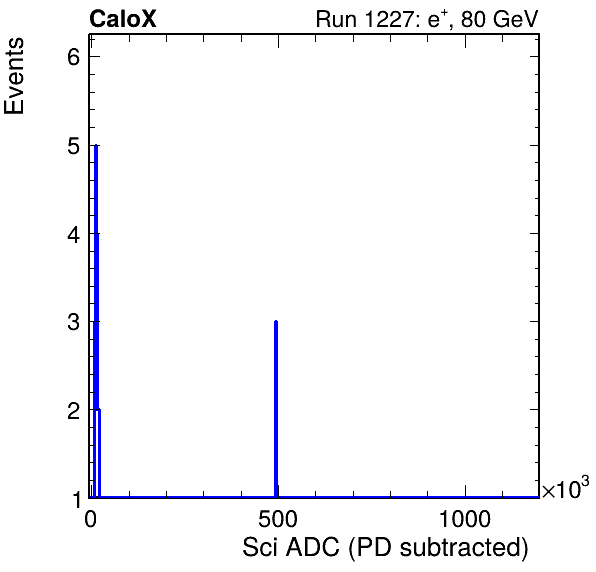 CaloX Run 1227: e⁺, 80 GeV
Events
6
5
4
3
2
1
0 500 1000 ×10³
Sci ADC (PD subtracted)